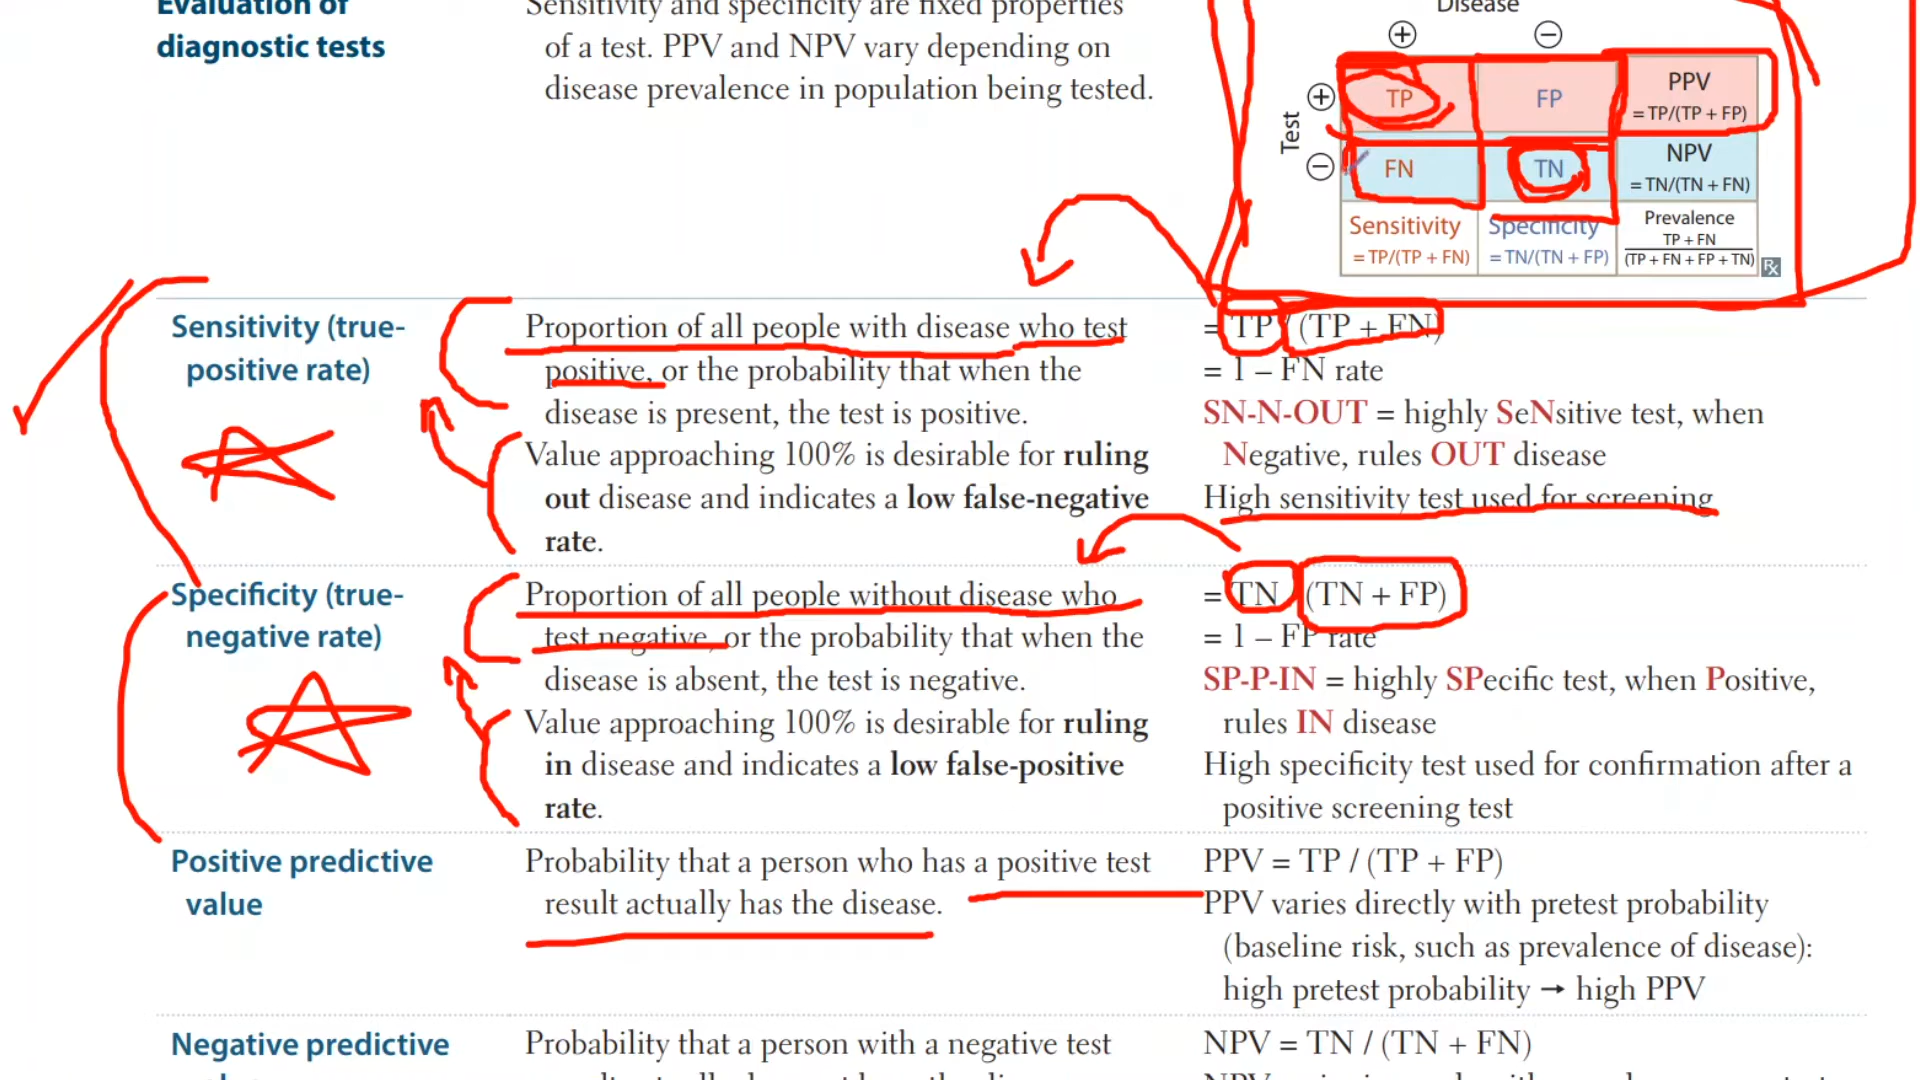 Evaluation of
diagnostic tests
Sensitivity and specificity are fixed properties
of a test. PPV and NPV vary depending on
disease prevalence in population being tested.
Disease
Test
TP
FP
PPV
= TP/(TP + FP)
FN
TN
NPV
= TN/(TN + FN)
Sensitivity
= TP/(TP + FN)
Specificity
= TN/(TN + FP)
Prevalence
TP + FN
(TP + FN + FP + TN)
Rx
Sensitivity (true-
positive rate)
Proportion of all people with disease who test
positive, or the probability that when the
disease is present, the test is positive.
Value approaching 100% is desirable for ruling
out disease and indicates a low false-negative
rate.
= TP / (TP + FN)
= 1 – FN rate
SN-N-OUT = highly SeNsitive test, when
Negative, rules OUT disease
High sensitivity test used for screening
Specificity (true-
negative rate)
Proportion of all people without disease who
test negative, or the probability that when the
disease is absent, the test is negative.
Value approaching 100% is desirable for ruling
in disease and indicates a low false-positive
rate.
= TN / (TN + FP)
= 1 – FP rate
SP-P-IN = highly SPecific test, when Positive,
rules IN disease
High specificity test used for confirmation after a
positive screening test
Positive predictive
value
Probability that a person who has a positive test
result actually has the disease.
PPV = TP / (TP + FP)
PPV varies directly with pretest probability
(baseline risk, such as prevalence of disease):
high pretest probability → high PPV
Negative predictive
Probability that a person with a negative test
NPV = TN / (TN + FN)